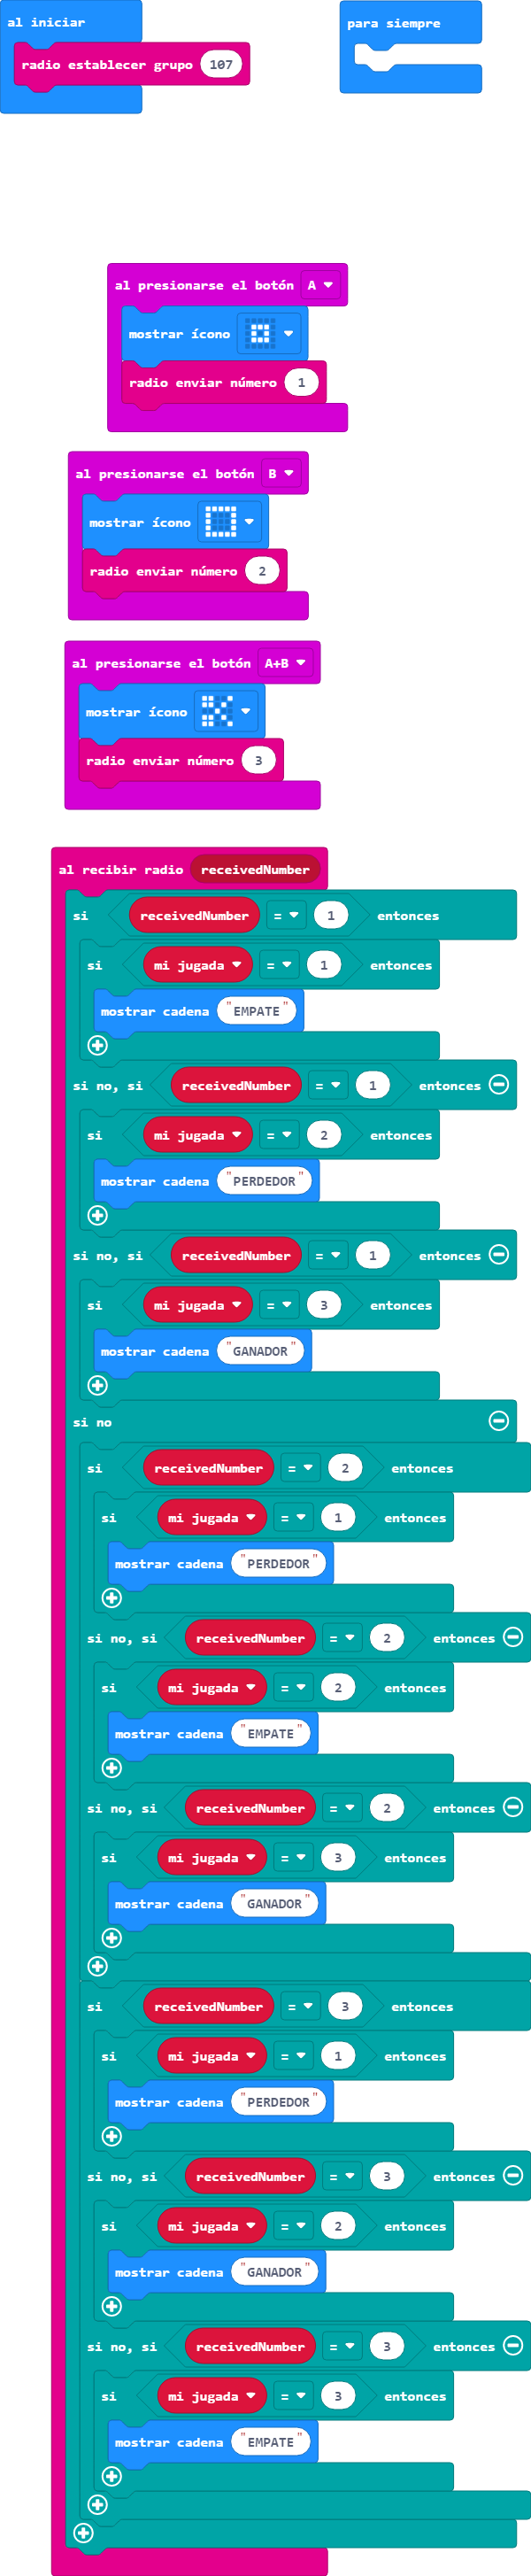 al iniciar
radio establecer grupo 107
para siempre
al presionarse el botón A
mostrar ícono
radio enviar número 1
al presionarse el botón B
mostrar ícono
radio enviar número 2
al presionarse el botón A+B
mostrar ícono
radio enviar número 3
al recibir radio receivedNumber
si receivedNumber = 1 entonces
si mi jugada = 1 entonces
mostrar cadena "EMPATE"
si no, si receivedNumber = 1 entonces
si mi jugada = 2 entonces
mostrar cadena "PERDEDOR"
si no, si receivedNumber = 1 entonces
si mi jugada = 3 entonces
mostrar cadena "GANADOR"
si no
si receivedNumber = 2 entonces
si mi jugada = 1 entonces
mostrar cadena "PERDEDOR"
si no, si receivedNumber = 2 entonces
si mi jugada = 2 entonces
mostrar cadena "EMPATE"
si no, si receivedNumber = 2 entonces
si mi jugada = 3 entonces
mostrar cadena "GANADOR"
si receivedNumber = 3 entonces
si mi jugada = 1 entonces
mostrar cadena "PERDEDOR"
si no, si receivedNumber = 3 entonces
si mi jugada = 2 entonces
mostrar cadena "GANADOR"
si no, si receivedNumber = 3 entonces
si mi jugada = 3 entonces
mostrar cadena "EMPATE"